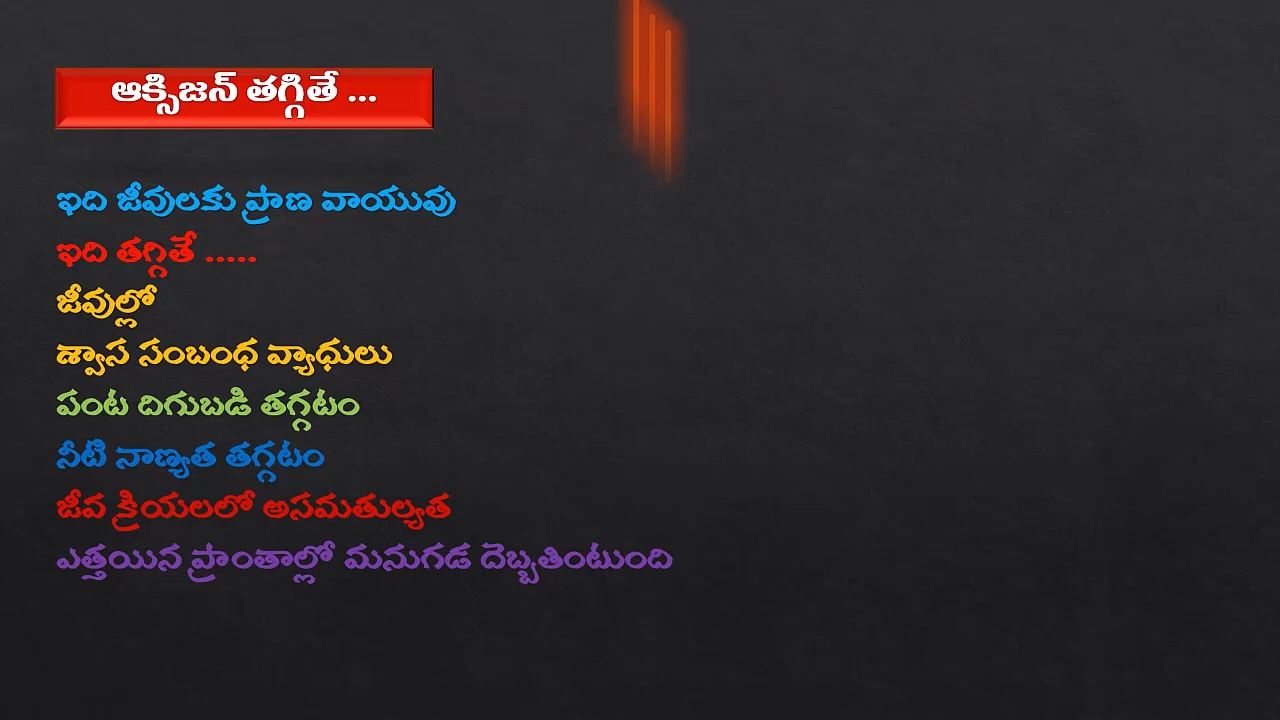 ఆక్సిజన్ తగ్గితే ...
ఇది జీవులకు ప్రాణ వాయువు
ఇది తగ్గితే .....
జీవుల్లో
శ్వాస సంబంధ వ్యాధులు
పంట దిగుబడి తగ్గటం
నీటి నాణ్యత తగ్గటం
జీవ క్రియలలో అసమతుల్యత
ఎత్తయిన ప్రాంతాల్లో మనుగడ దెబ్బతింటుంది